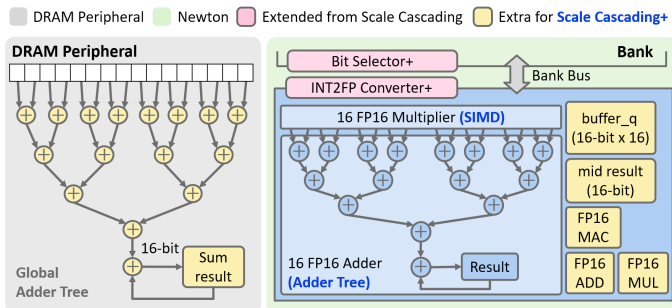 DRAM Peripheral
Newton
Extended from Scale Cascading
Extra for Scale Cascading+
DRAM Peripheral
16-bit
Sum
result
Global
Adder Tree
Bit Selector+
Bank
Bank Bus
INT2FP Converter+
16 FP16 Multiplier (SIMD)
buffer_q
(16-bit x 16)
mid result
(16-bit)
FP16
MAC
16 FP16 Adder
(Adder Tree)
Result
FP16
ADD
FP16
MUL